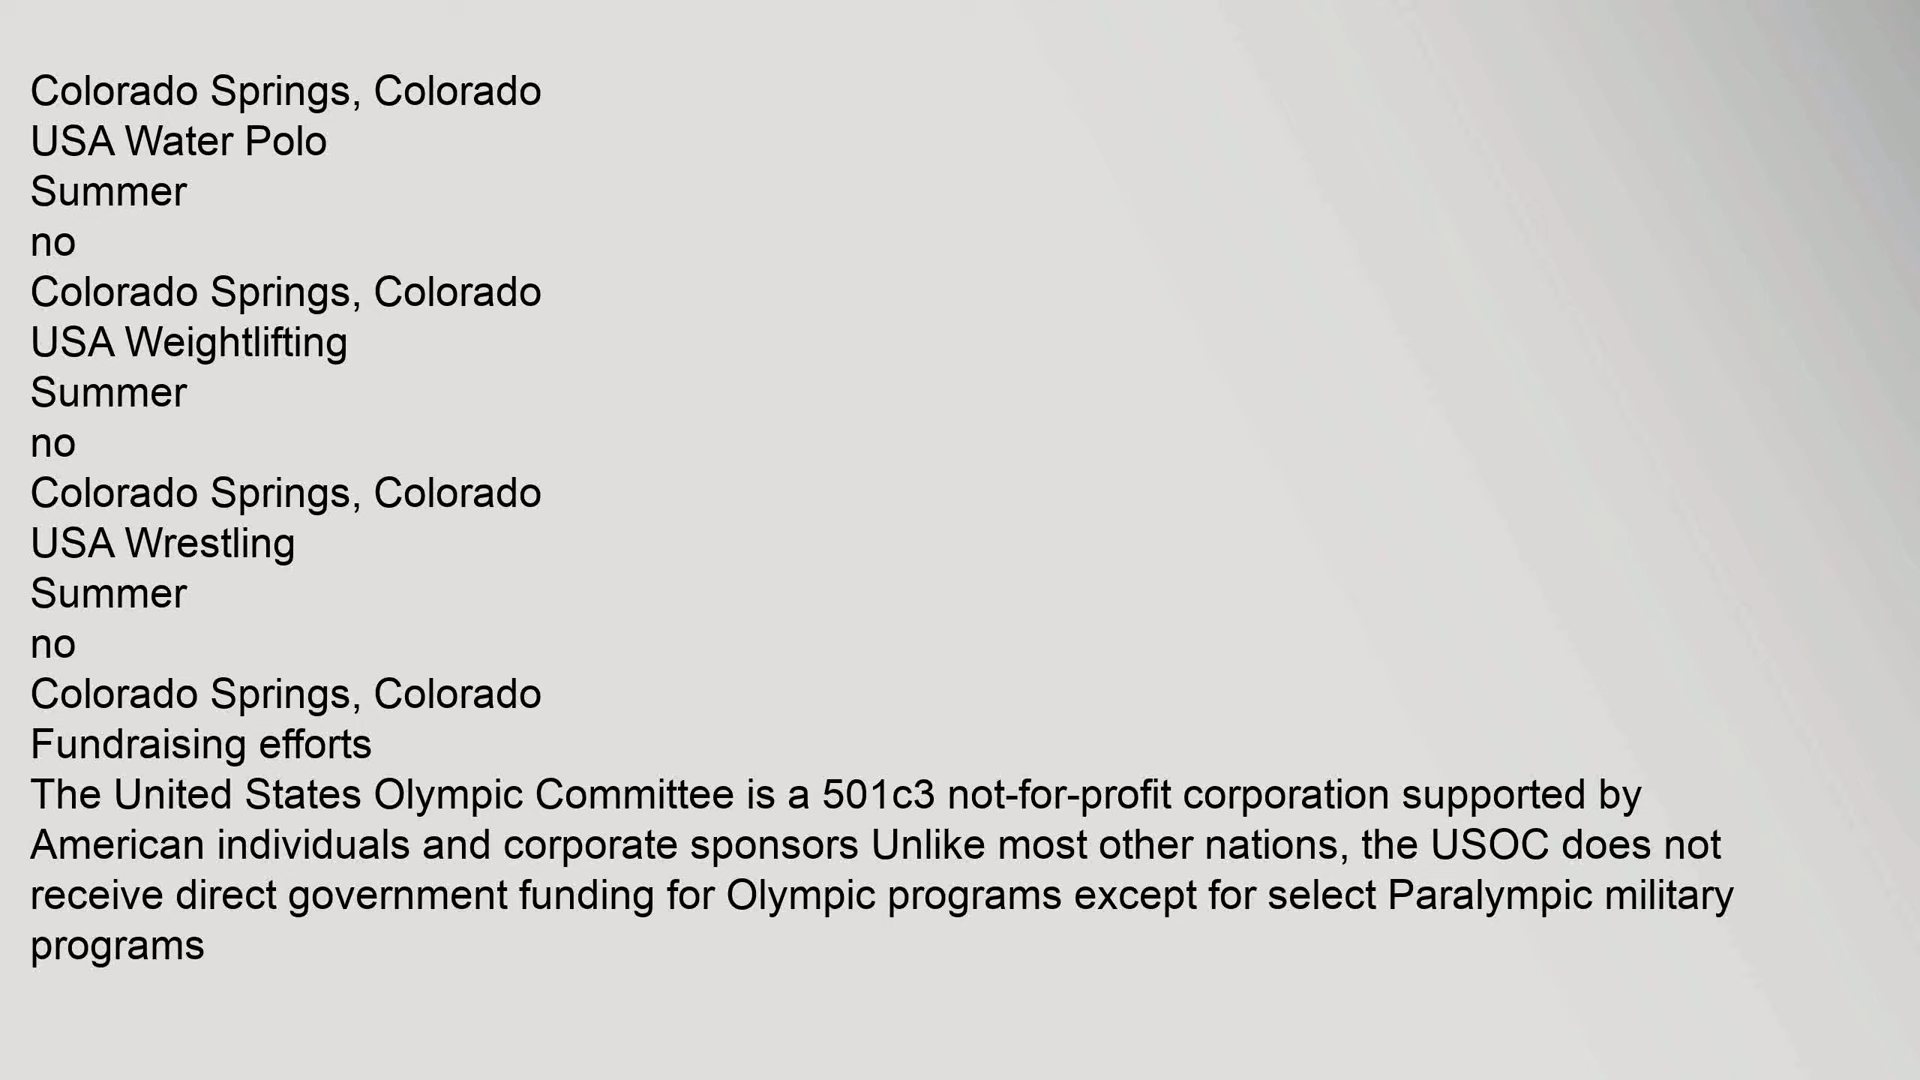 Colorado Springs, Colorado
USA Water Polo
Summer
no
Colorado Springs, Colorado
USA Weightlifting
Summer
no
Colorado Springs, Colorado
USA Wrestling
Summer
no
Colorado Springs, Colorado
Fundraising efforts
The United States Olympic Committee is a 501c3 not-for-profit corporation supported by
American individuals and corporate sponsors Unlike most other nations, the USOC does not
receive direct government funding for Olympic programs except for select Paralympic military
programs